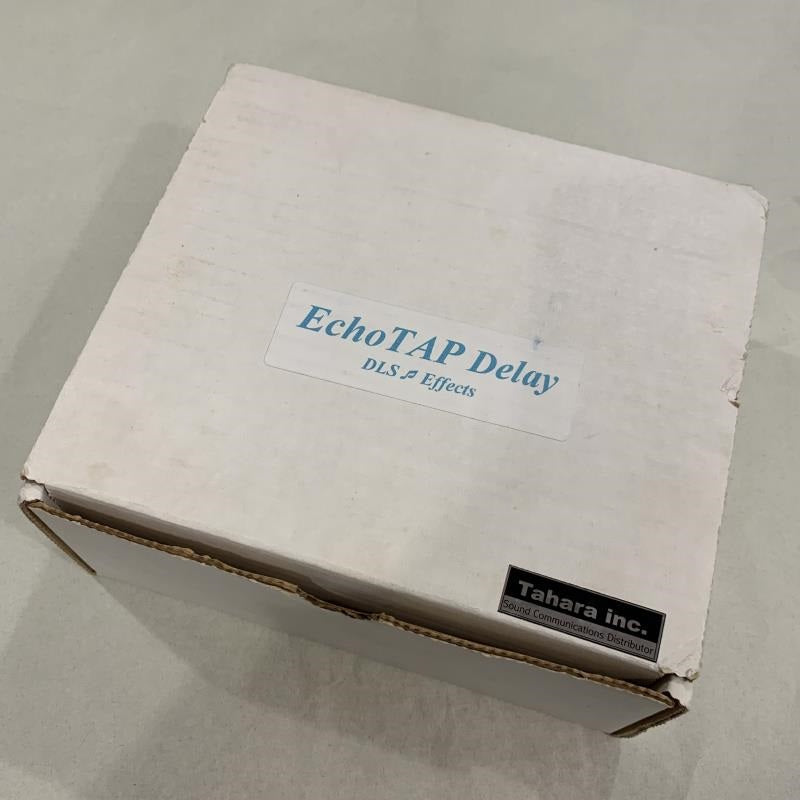 EchoTAP Delay
DLS♫Effects
Tahara inc.
Sound Communications Distributor